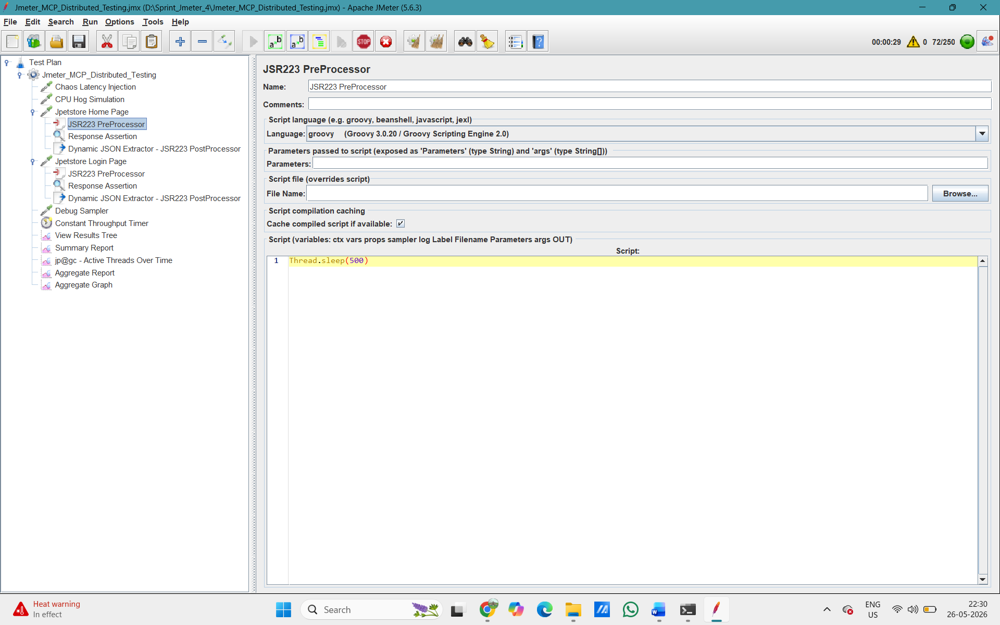 Jmeter_MCP_Distributed_Testing.jmx (D:\Sprint_Jmeter_4\Jmeter_MCP_Distributed_Testing.jmx) - Apache JMeter (5.6.3)
File Edit Search Run Options Tools Help
STOP
00:00:29 0 72/250
Test Plan
Jmeter_MCP_Distributed_Testing
Chaos Latency Injection
CPU Hog Simulation
Jpetstore Home Page
JSR223 PreProcessor
Response Assertion
Dynamic JSON Extractor - JSR223 PostProcessor
Jpetstore Login Page
JSR223 PreProcessor
Response Assertion
Dynamic JSON Extractor - JSR223 PostProcessor
Debug Sampler
Constant Throughput Timer
View Results Tree
Summary Report
jp@gc - Active Threads Over Time
Aggregate Report
Aggregate Graph
JSR223 PreProcessor
Name: JSR223 PreProcessor
Comments:
Script language (e.g. groovy, beanshell, javascript, jexl)
Language: groovy (Groovy 3.0.20 / Groovy Scripting Engine 2.0)
Parameters passed to script (exposed as 'Parameters' (type String) and 'args' (type String[]))
Parameters:
Script file (overrides script)
File Name: Browse...
Script compilation caching
Cache compiled script if available:
Script (variables: ctx vars props sampler log Label Filename Parameters args OUT)
Script:
1 Thread.sleep(500)
Heat warning
In effect
Search
ENG
US
22:30
26-05-2026